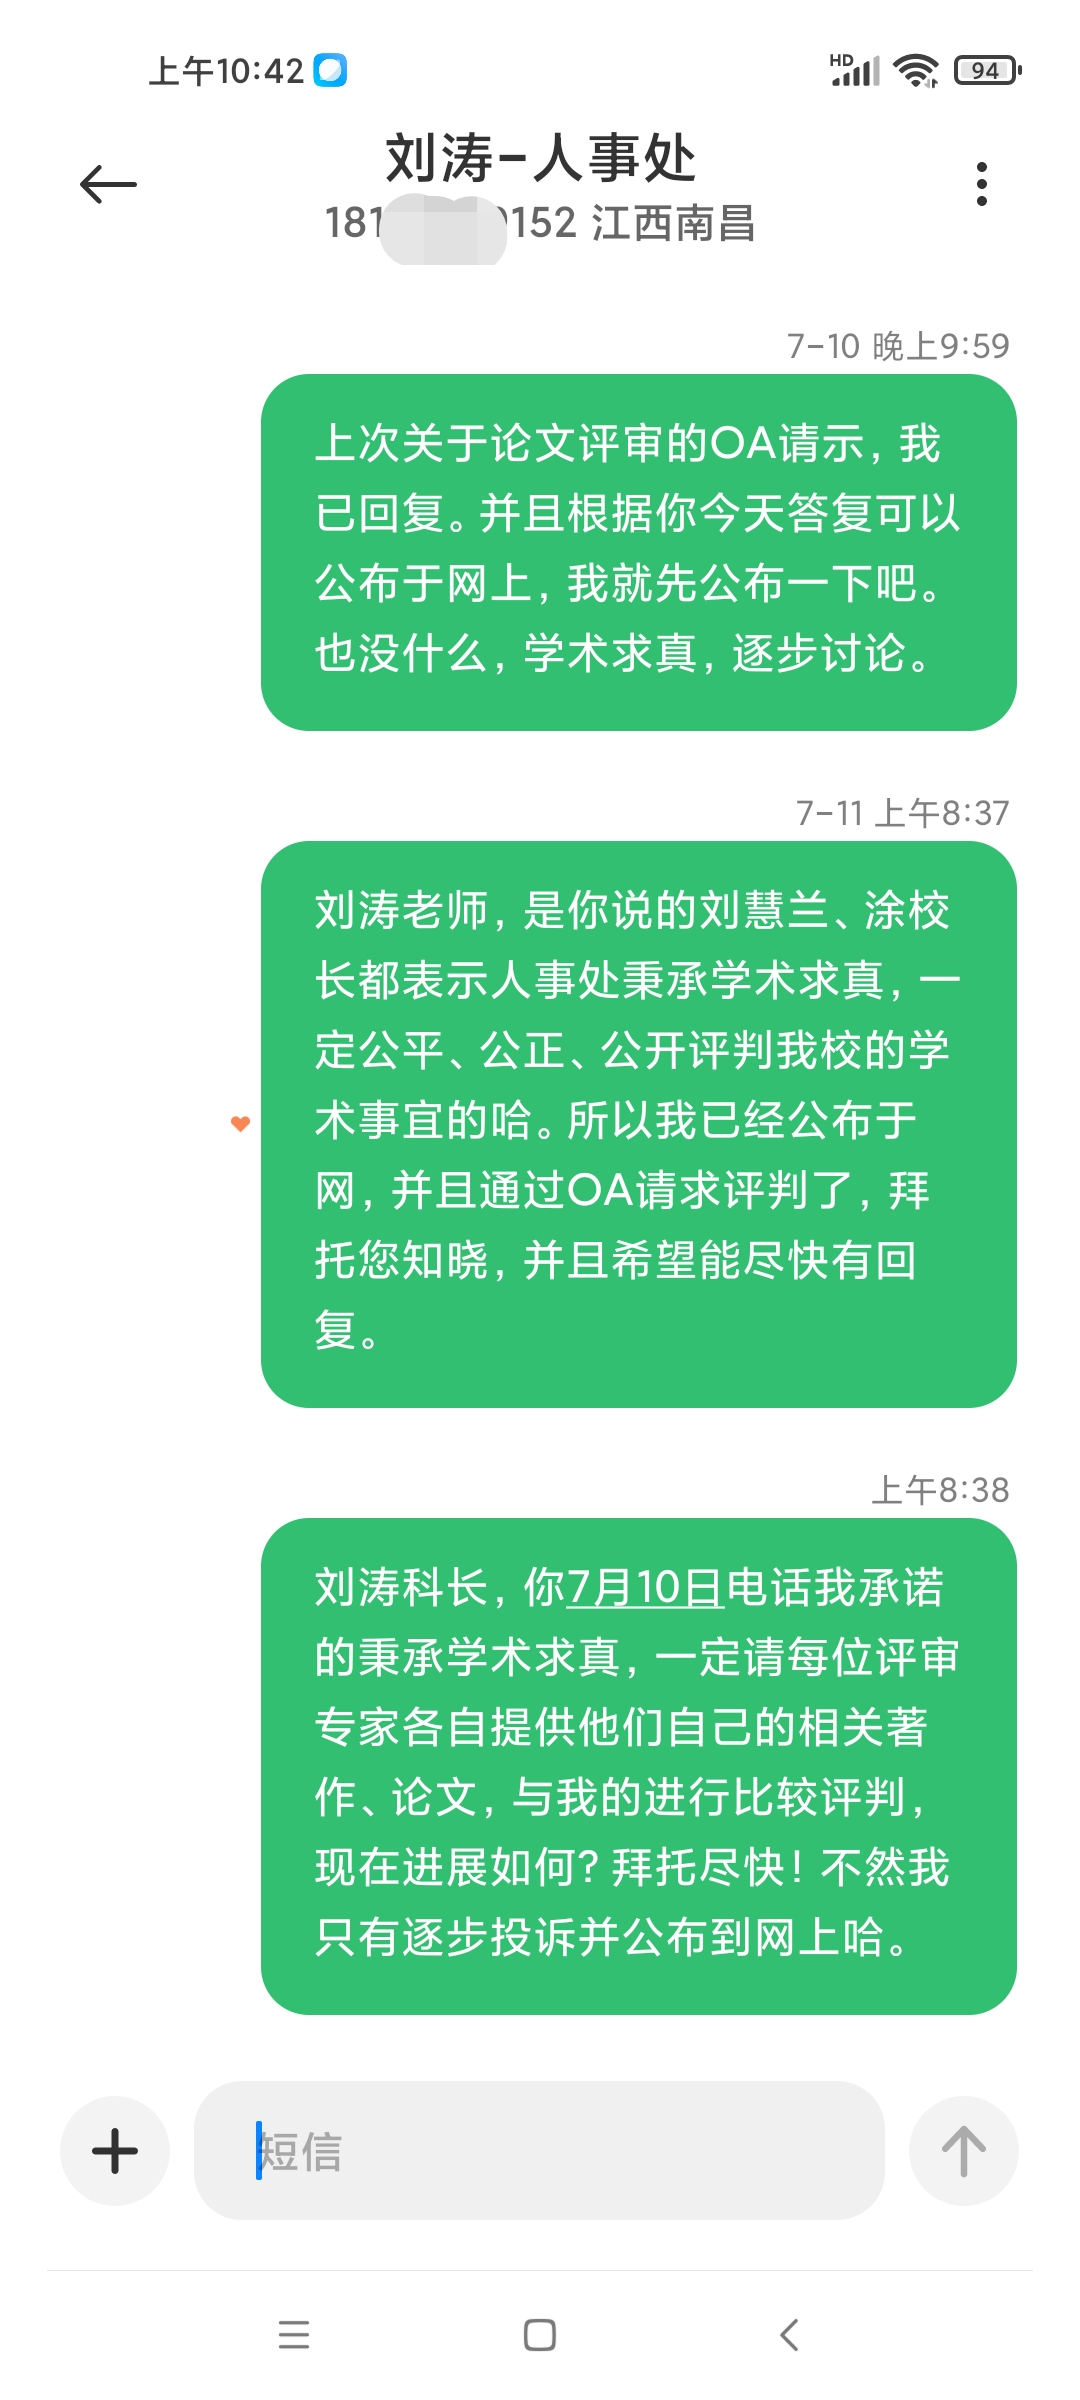 上午10:42
HD
94
刘涛-人事处
181 0152 江西南昌
7-10 晚上9:59
上次关于论文评审的OA请示, 我
已回复。并且根据你今天答复可以
公布于网上, 我就先公布一下吧。
也没什么, 学术求真, 逐步讨论。
7-11 上午8:37
刘涛老师, 是你说的刘慧兰、涂校
长都表示人事处秉承学术求真, 一
定公平、公正、公开评判我校的学
术事宜的哈。所以我已经公布于
网, 并且通过OA请求评判了, 拜
托您知晓, 并且希望能尽快有回
复。
上午8:38
刘涛科长, 你7月10日电话我承诺
的秉承学术求真, 一定请每位评审
专家各自提供他们自己的相关著
作、论文, 与我的进行比较评判,
现在进展如何? 拜托尽快! 不然我
只有逐步投诉并公布到网上哈。
短信